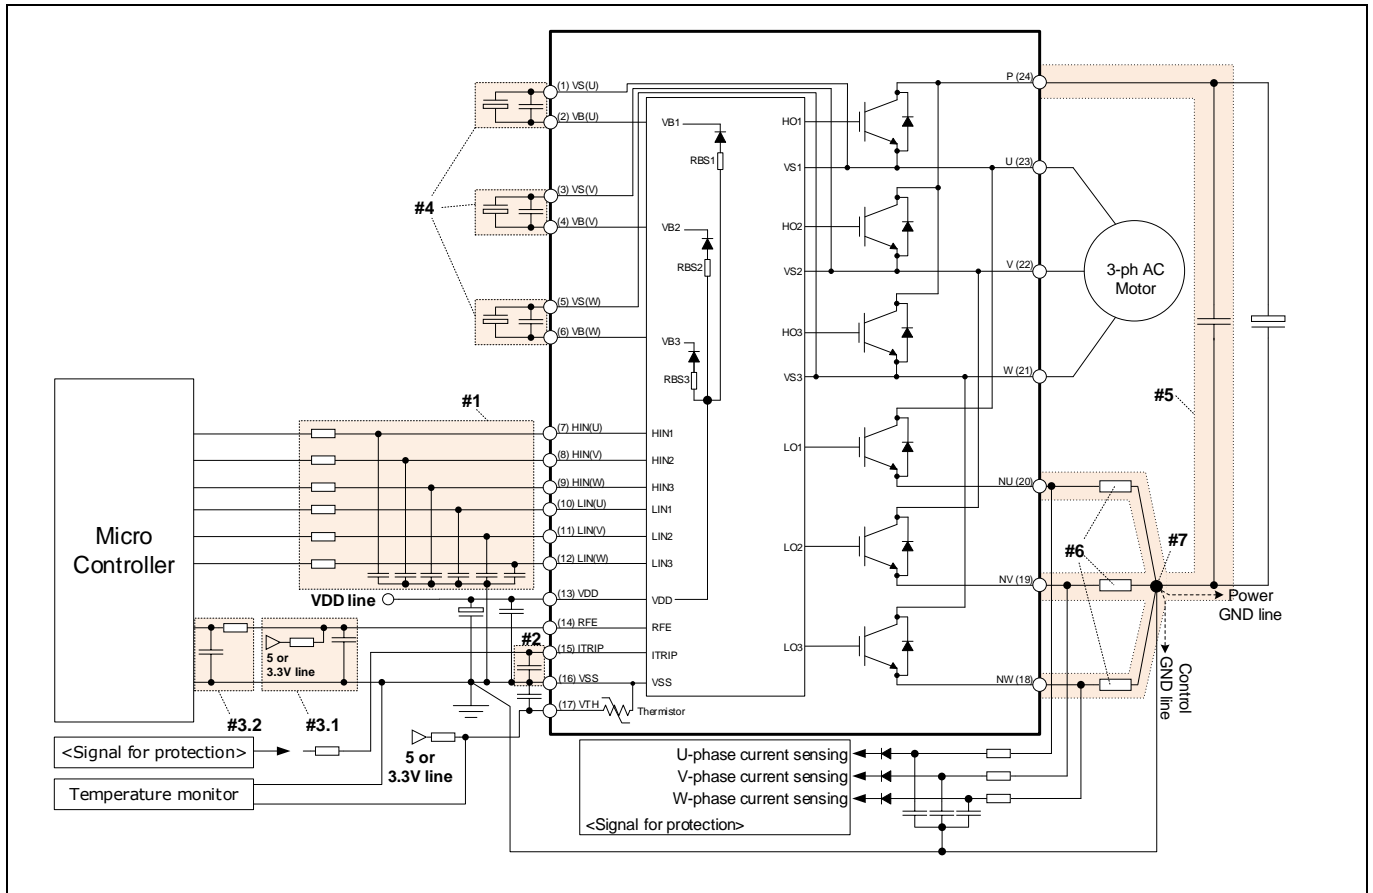 (1) VS(U)
(2) VB(U)
(3) VS(V)
(4) VB(V)
(5) VS(W)
(6) VB(W)
#4
VB1
RBS1
VB2
RBS2
VB3
RBS3
HO1
VS1
HO2
VS2
HO3
VS3
LO1
LO2
LO3
P (24)
U (23)
V (22)
W (21)
NU (20)
NV (19)
NW (18)
3-ph AC
Motor
#5
#6
#7
Power
GND line
Control
GND line
#1
Micro
Controller
(7) HIN(U)
(8) HIN(V)
(9) HIN(W)
(10) LIN(U)
(11) LIN(V)
(12) LIN(W)
(13) VDD
(14) RFE
(15) ITRIP
(16) VSS
(17) VTH
HIN1
HIN2
HIN3
LIN1
LIN2
LIN3
VDD
RFE
ITRIP
VSS
Thermistor
VDD line
#2
5 or
3.3V line
#3.2
#3.1
<Signal for protection>
Temperature monitor
5 or
3.3V line
U-phase current sensing
V-phase current sensing
W-phase current sensing
<Signal for protection>